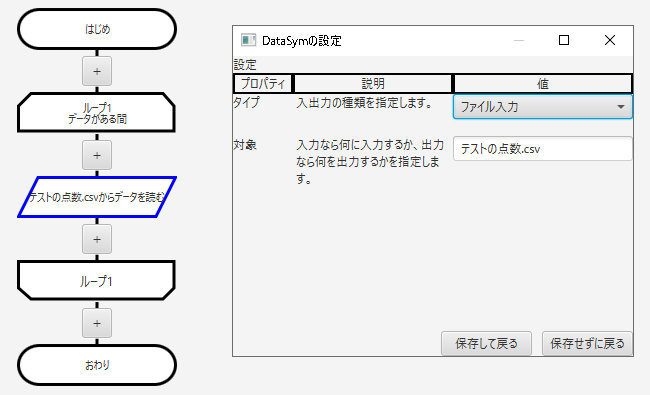 はじめ
+
ループ1
データがある間
+
テストの点数.csvからデータを読む
+
ループ1
+
おわり
DataSymの設定
設定
プロパティ 説明 値
タイプ 入出力の種類を指定します。 ファイル入力
対象 入力なら何に入力するか、出力 テストの点数.csv
なら何を出力するかを指定しま
す。
保存して戻る 保存せずに戻る